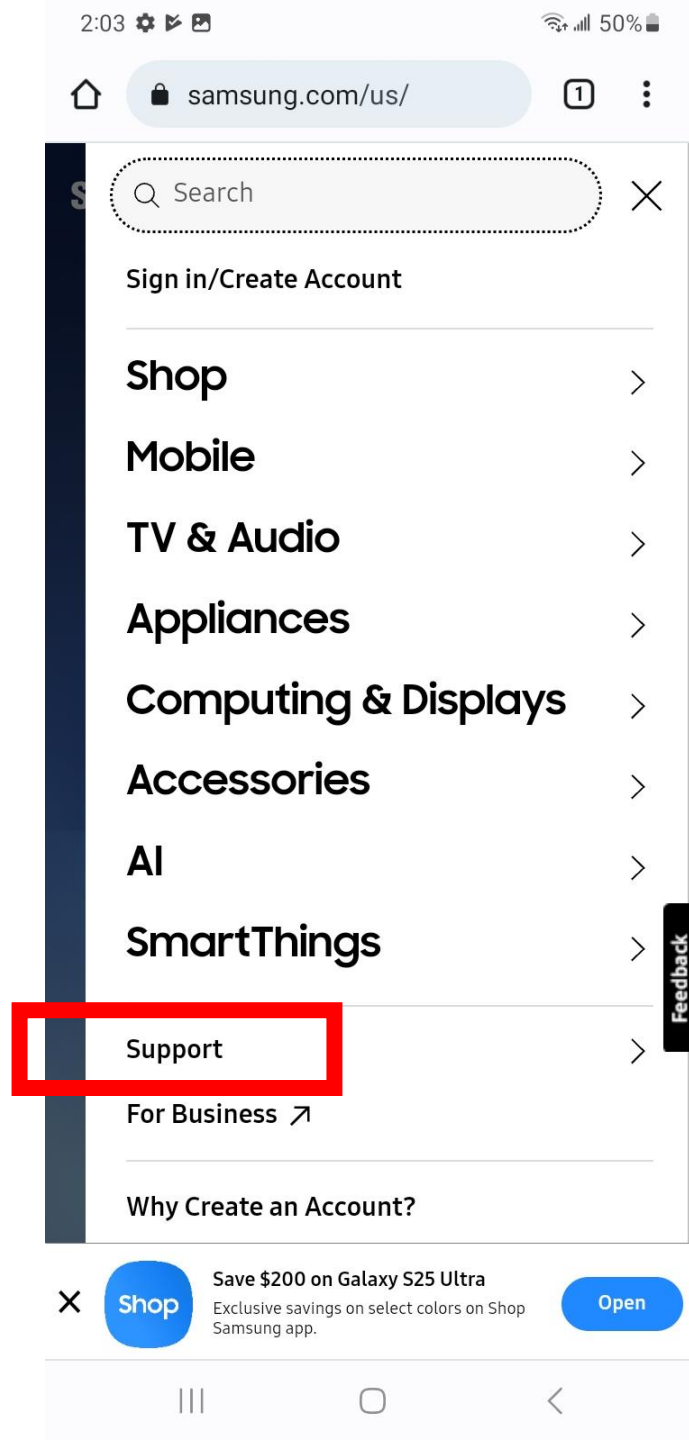 2:03
50%
samsung.com/us/
1
S
Search
Sign in/Create Account
Shop
Mobile
TV & Audio
Appliances
Computing & Displays
Accessories
AI
SmartThings
Feedback
Support
For Business
Why Create an Account?
Shop
Save $200 on Galaxy S25 Ultra
Exclusive savings on select colors on Shop
Samsung app.
Open